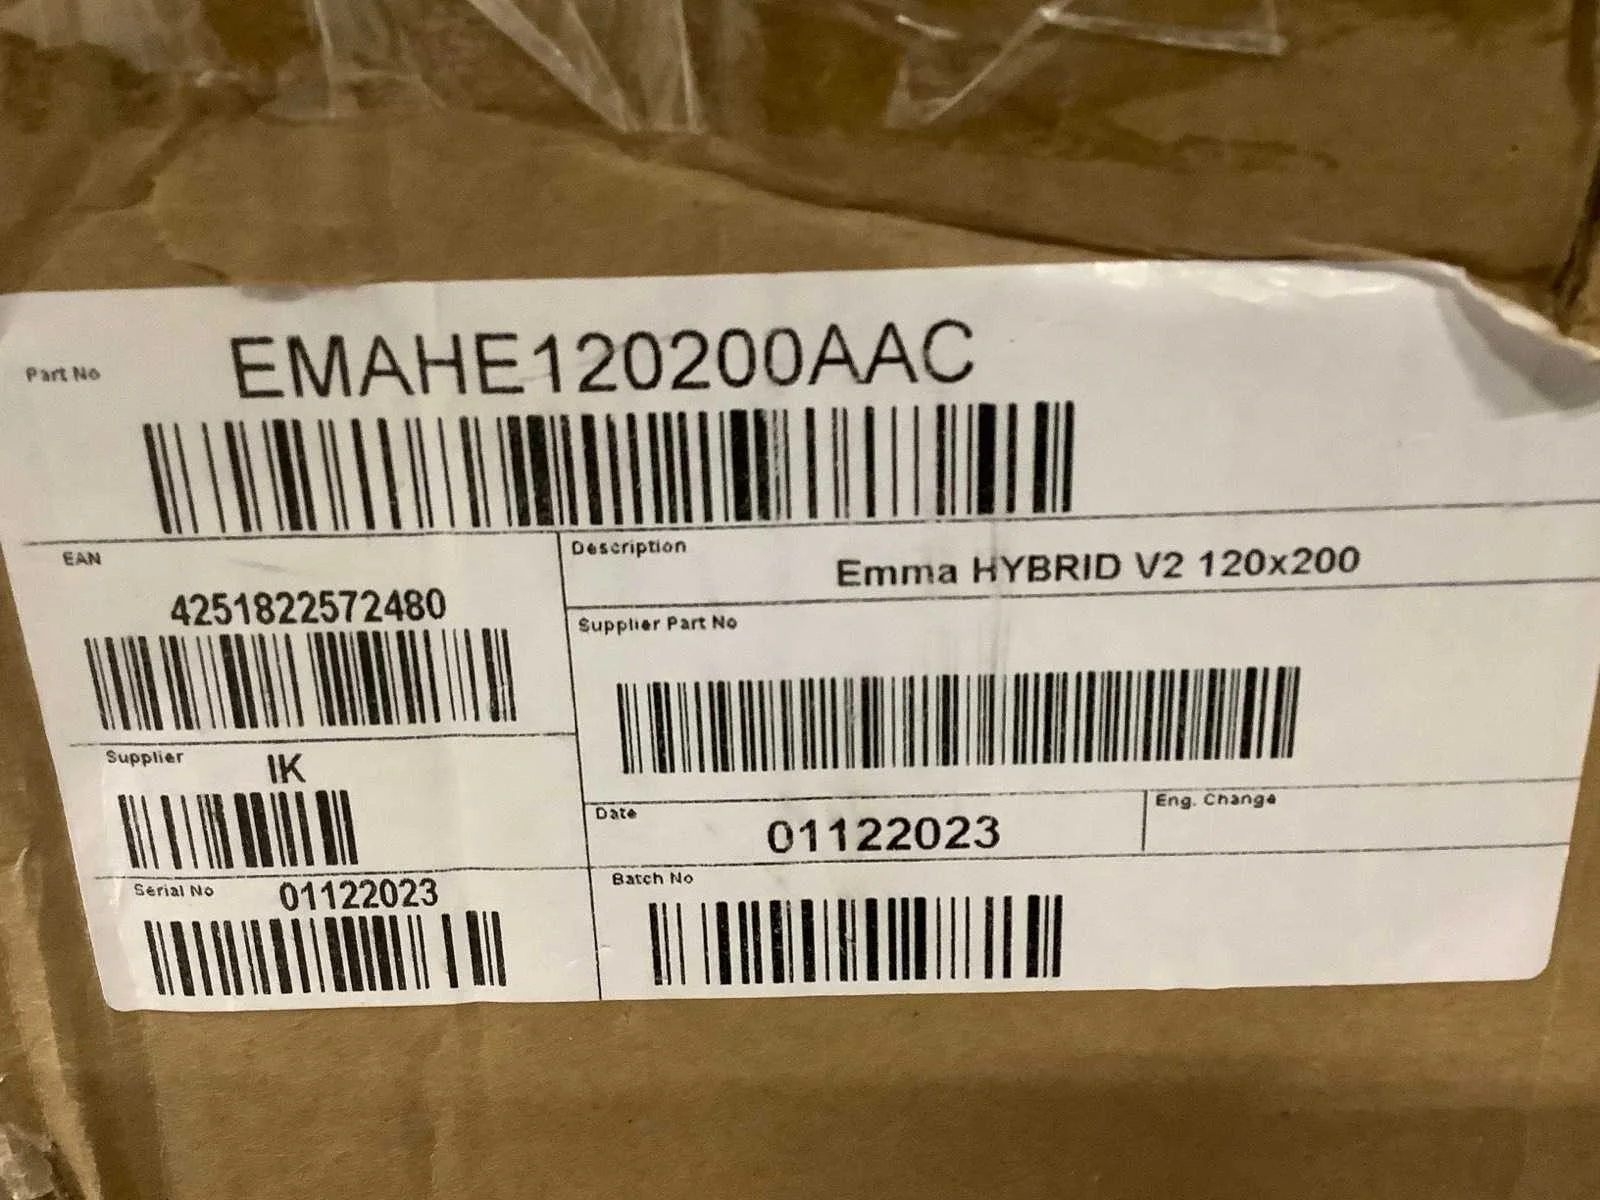 Part No
EMAHE120200AAC
EAN
4251822572480
Description
Emma HYBRID V2 120x200
Supplier Part No
Supplier
IK
Date
01122023
Eng. Change
Serial No
01122023
Batch No